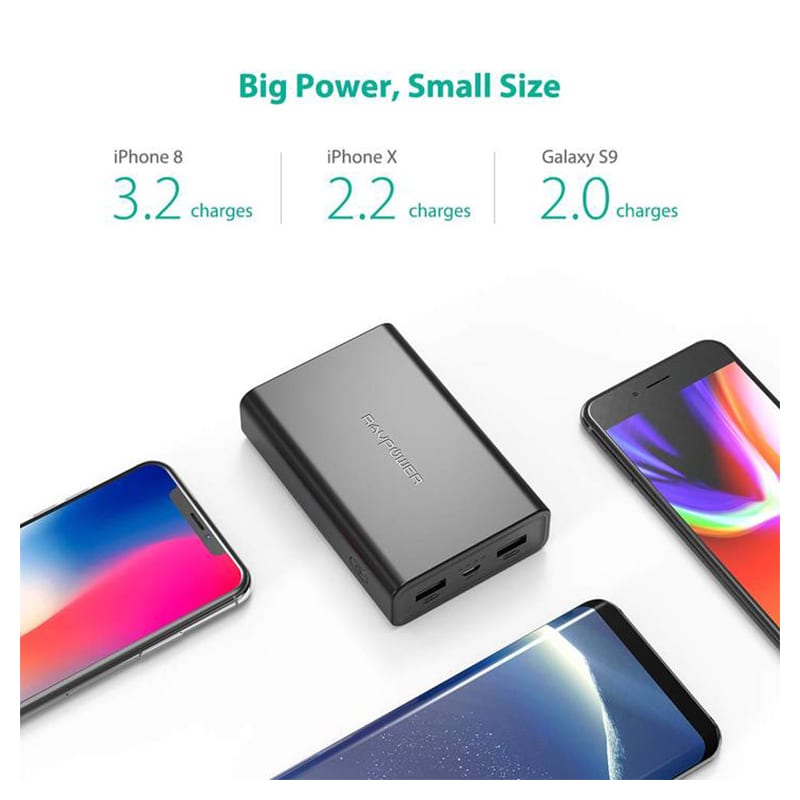 Big Power, Small Size
iPhone 8
3.2 charges
iPhone X
2.2 charges
Galaxy S9
2.0 charges
RAVPOWER